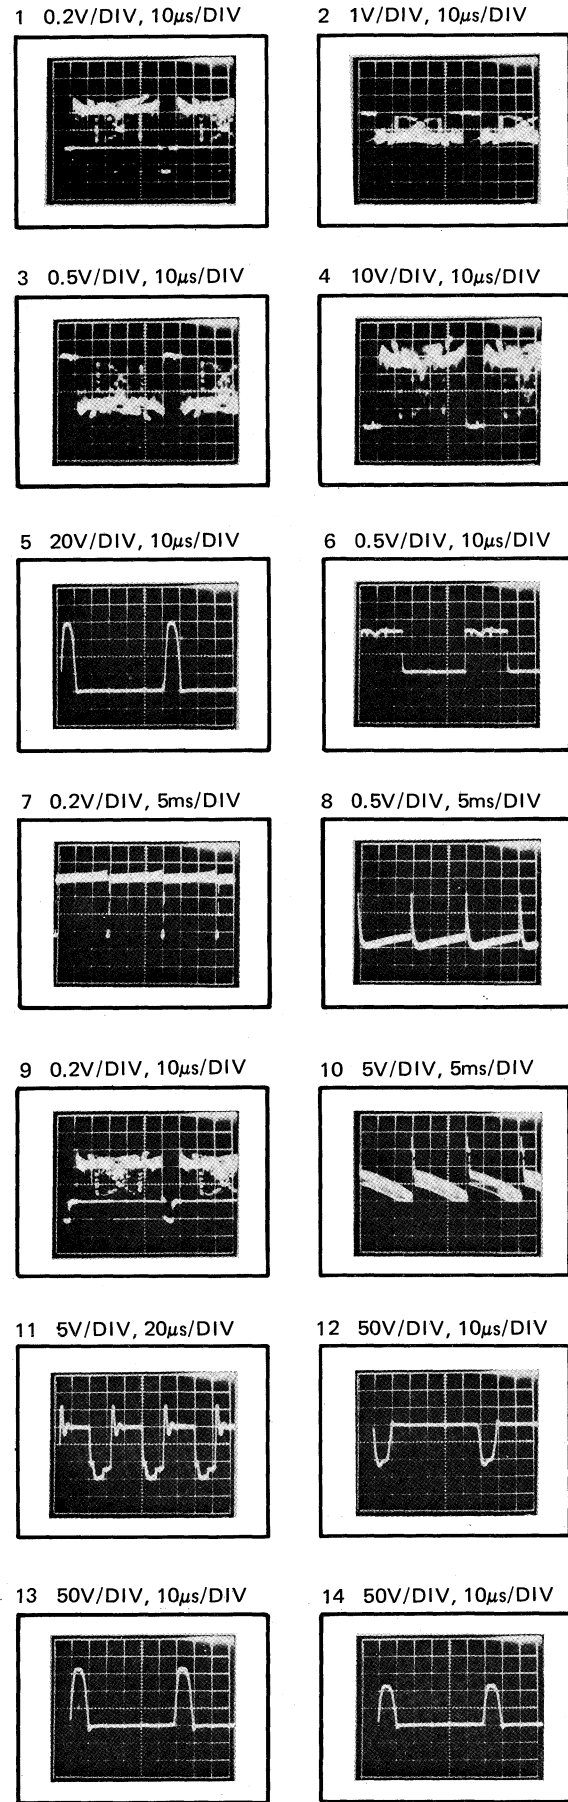 1 0.2V/DIV, 10μs/DIV
2 1V/DIV, 10μs/DIV
3 0.5V/DIV, 10μs/DIV
4 10V/DIV, 10μs/DIV
5 20V/DIV, 10μs/DIV
6 0.5V/DIV, 10μs/DIV
7 0.2V/DIV, 5ms/DIV
8 0.5V/DIV, 5ms/DIV
9 0.2V/DIV, 10μs/DIV
10 5V/DIV, 5ms/DIV
11 5V/DIV, 20μs/DIV
12 50V/DIV, 10μs/DIV
13 50V/DIV, 10μs/DIV
14 50V/DIV, 10μs/DIV